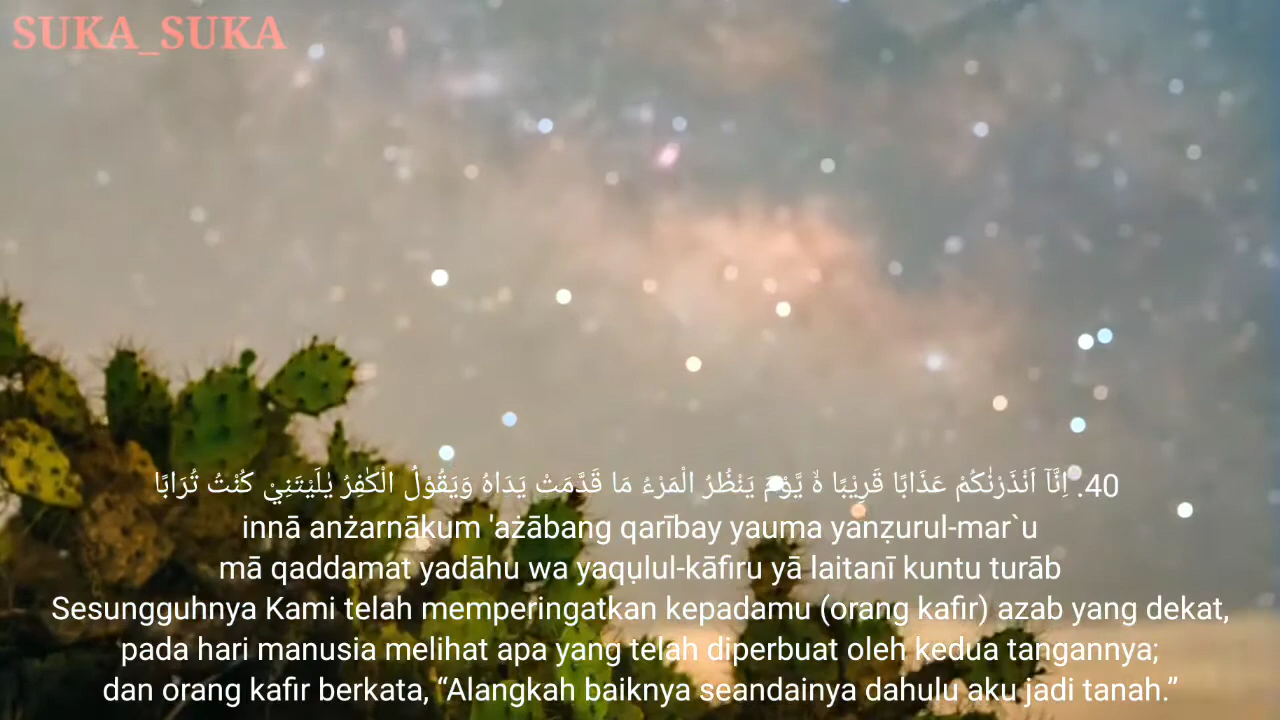 SUKA_SUKA
40. اِنَّآ اَنْذَرْنٰكُمْ عَذَابًا قَرِيْبًا ەۙ يَّوْمَ يَنْظُرُ الْمَرْءُ مَا قَدَّمَتْ يَدَاهُ وَيَقُوْلُ الْكٰفِرُ يٰلَيْتَنِيْ كُنْتُ تُرَابًا
innā anżarnākum 'ażābang qarībay yauma yanẓurul-mar`u
mā qaddamat yadāhu wa yaqụlul-kāfiru yā laitanī kuntu turāb
Sesungguhnya Kami telah memperingatkan kepadamu (orang kafir) azab yang dekat,
pada hari manusia melihat apa yang telah diperbuat oleh kedua tangannya;
dan orang kafir berkata, “Alangkah baiknya seandainya dahulu aku jadi tanah.”